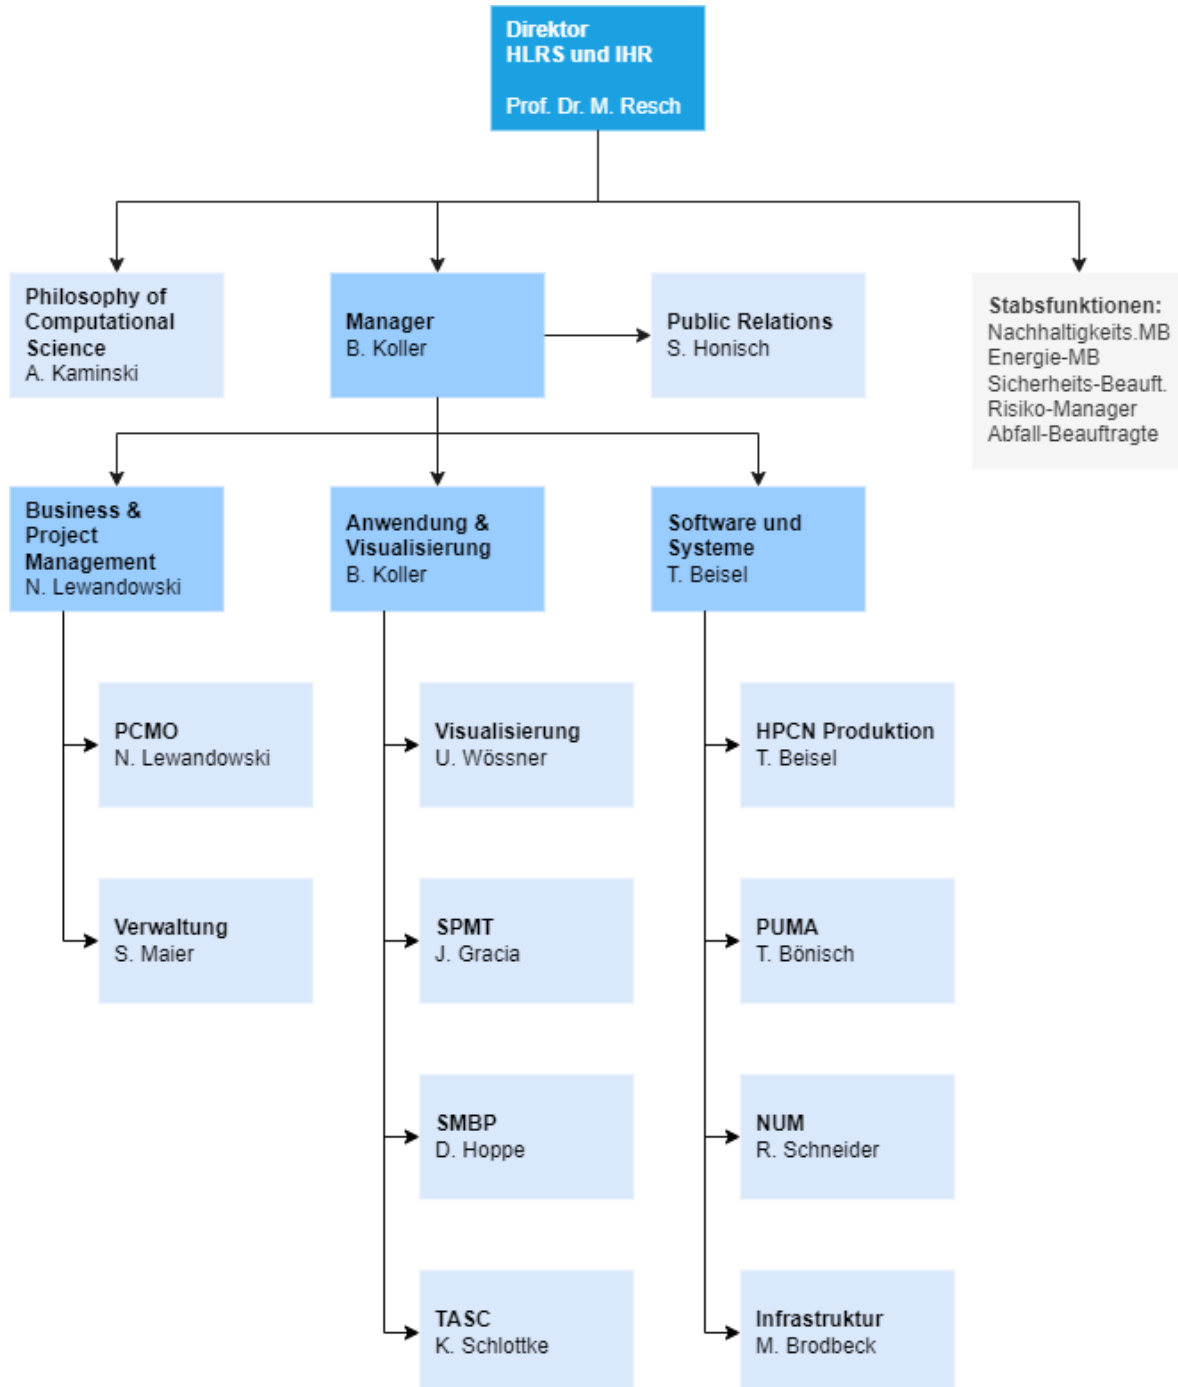 Direktor
HLRS und IHR
Prof. Dr. M. Resch
Philosophy of
Computational
Science
A. Kaminski
Manager
B. Koller
Public Relations
S. Honisch
Stabsfunktionen:
Nachhaltigkeits.MB
Energie-MB
Sicherheits-Beauft.
Risiko-Manager
Abfall-Beauftragte
Business &
Project
Management
N. Lewandowski
Anwendung &
Visualisierung
B. Koller
Software und
Systeme
T. Beisel
PCMO
N. Lewandowski
Verwaltung
S. Maier
Visualisierung
U. Wössner
SPMT
J. Gracia
SMBP
D. Hoppe
TASC
K. Schlottke
HPCN Produktion
T. Beisel
PUMA
T. Bönisch
NUM
R. Schneider
Infrastruktur
M. Brodbeck